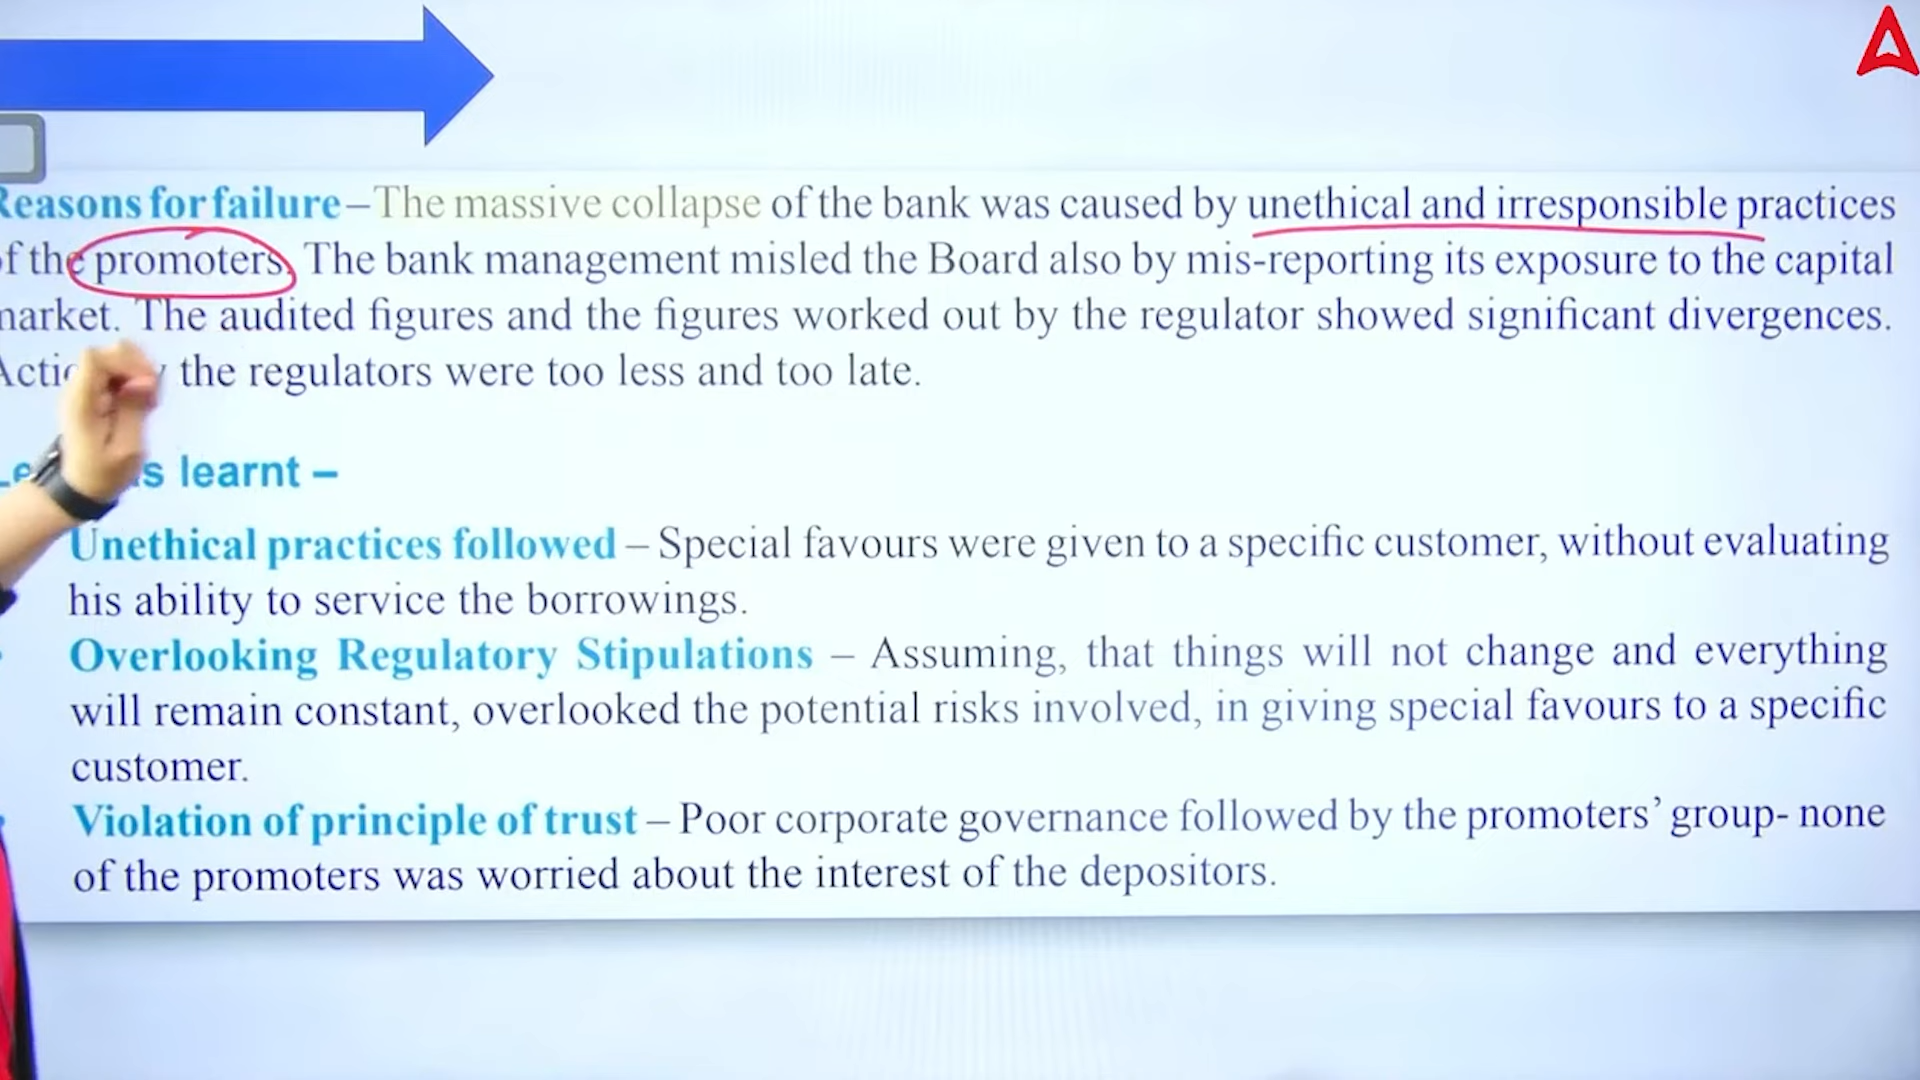 Reasons for failure – The massive collapse of the bank was caused by unethical and irresponsible practices
of the promoters. The bank management misled the Board also by mis-reporting its exposure to the capital
market. The audited figures and the figures worked out by the regulator showed significant divergences.
the regulators were too less and too late.
learnt –
Unethical practices followed – Special favours were given to a specific customer, without evaluating
his ability to service the borrowings.
Overlooking Regulatory Stipulations – Assuming, that things will not change and everything
will remain constant, overlooked the potential risks involved, in giving special favours to a specific
customer.
Violation of principle of trust – Poor corporate governance followed by the promoters’ group- none
of the promoters was worried about the interest of the depositors.